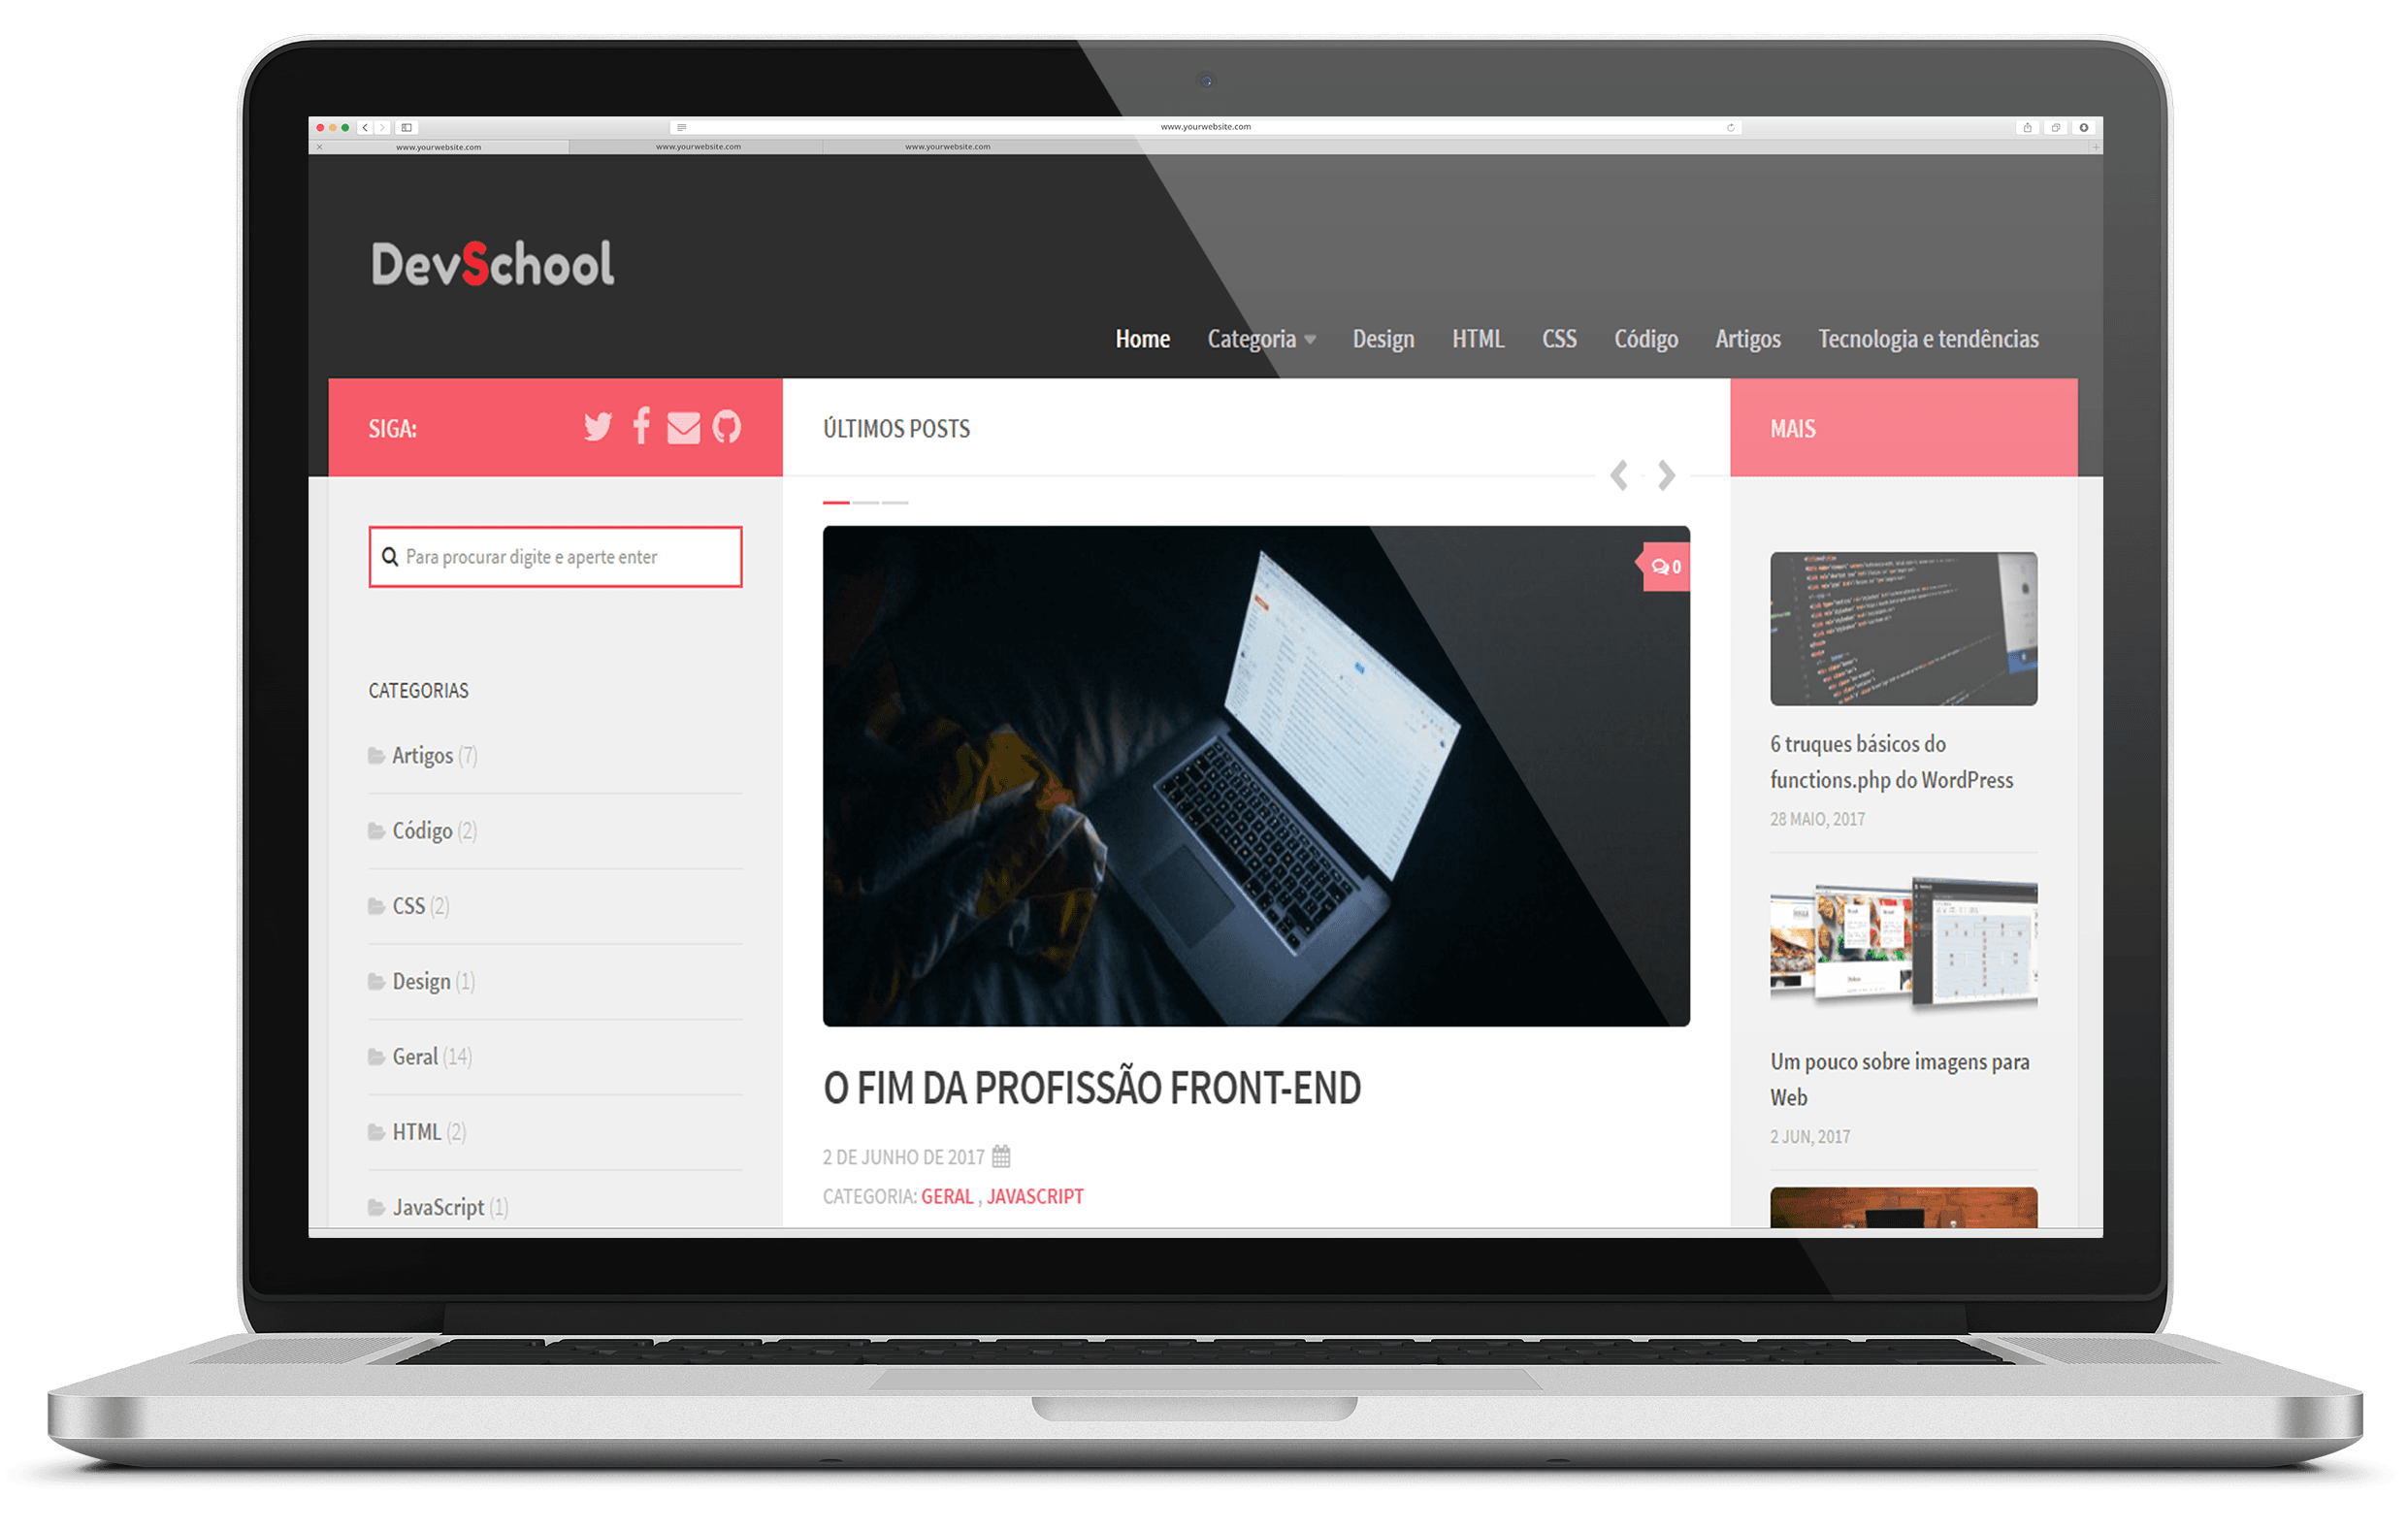 www.yourwebsite.com
www.yourwebsite.com
www.yourwebsite.com
www.yourwebsite.com
DevSchool
Home Categoria Design HTML CSS Código Artigos Tecnologia e tendências
SIGA:
Para procurar digite e aperte enter
CATEGORIAS
Artigos (7)
Código (2)
CSS (2)
Design (1)
Geral (14)
HTML (2)
JavaScript (1)
ÚLTIMOS POSTS
0
O FIM DA PROFISSÃO FRONT-END
2 DE JUNHO DE 2017
CATEGORIA: GERAL , JAVASCRIPT
MAIS
6 truques básicos do
functions.php do WordPress
28 MAIO, 2017
Um pouco sobre imagens para
Web
2 JUN, 2017